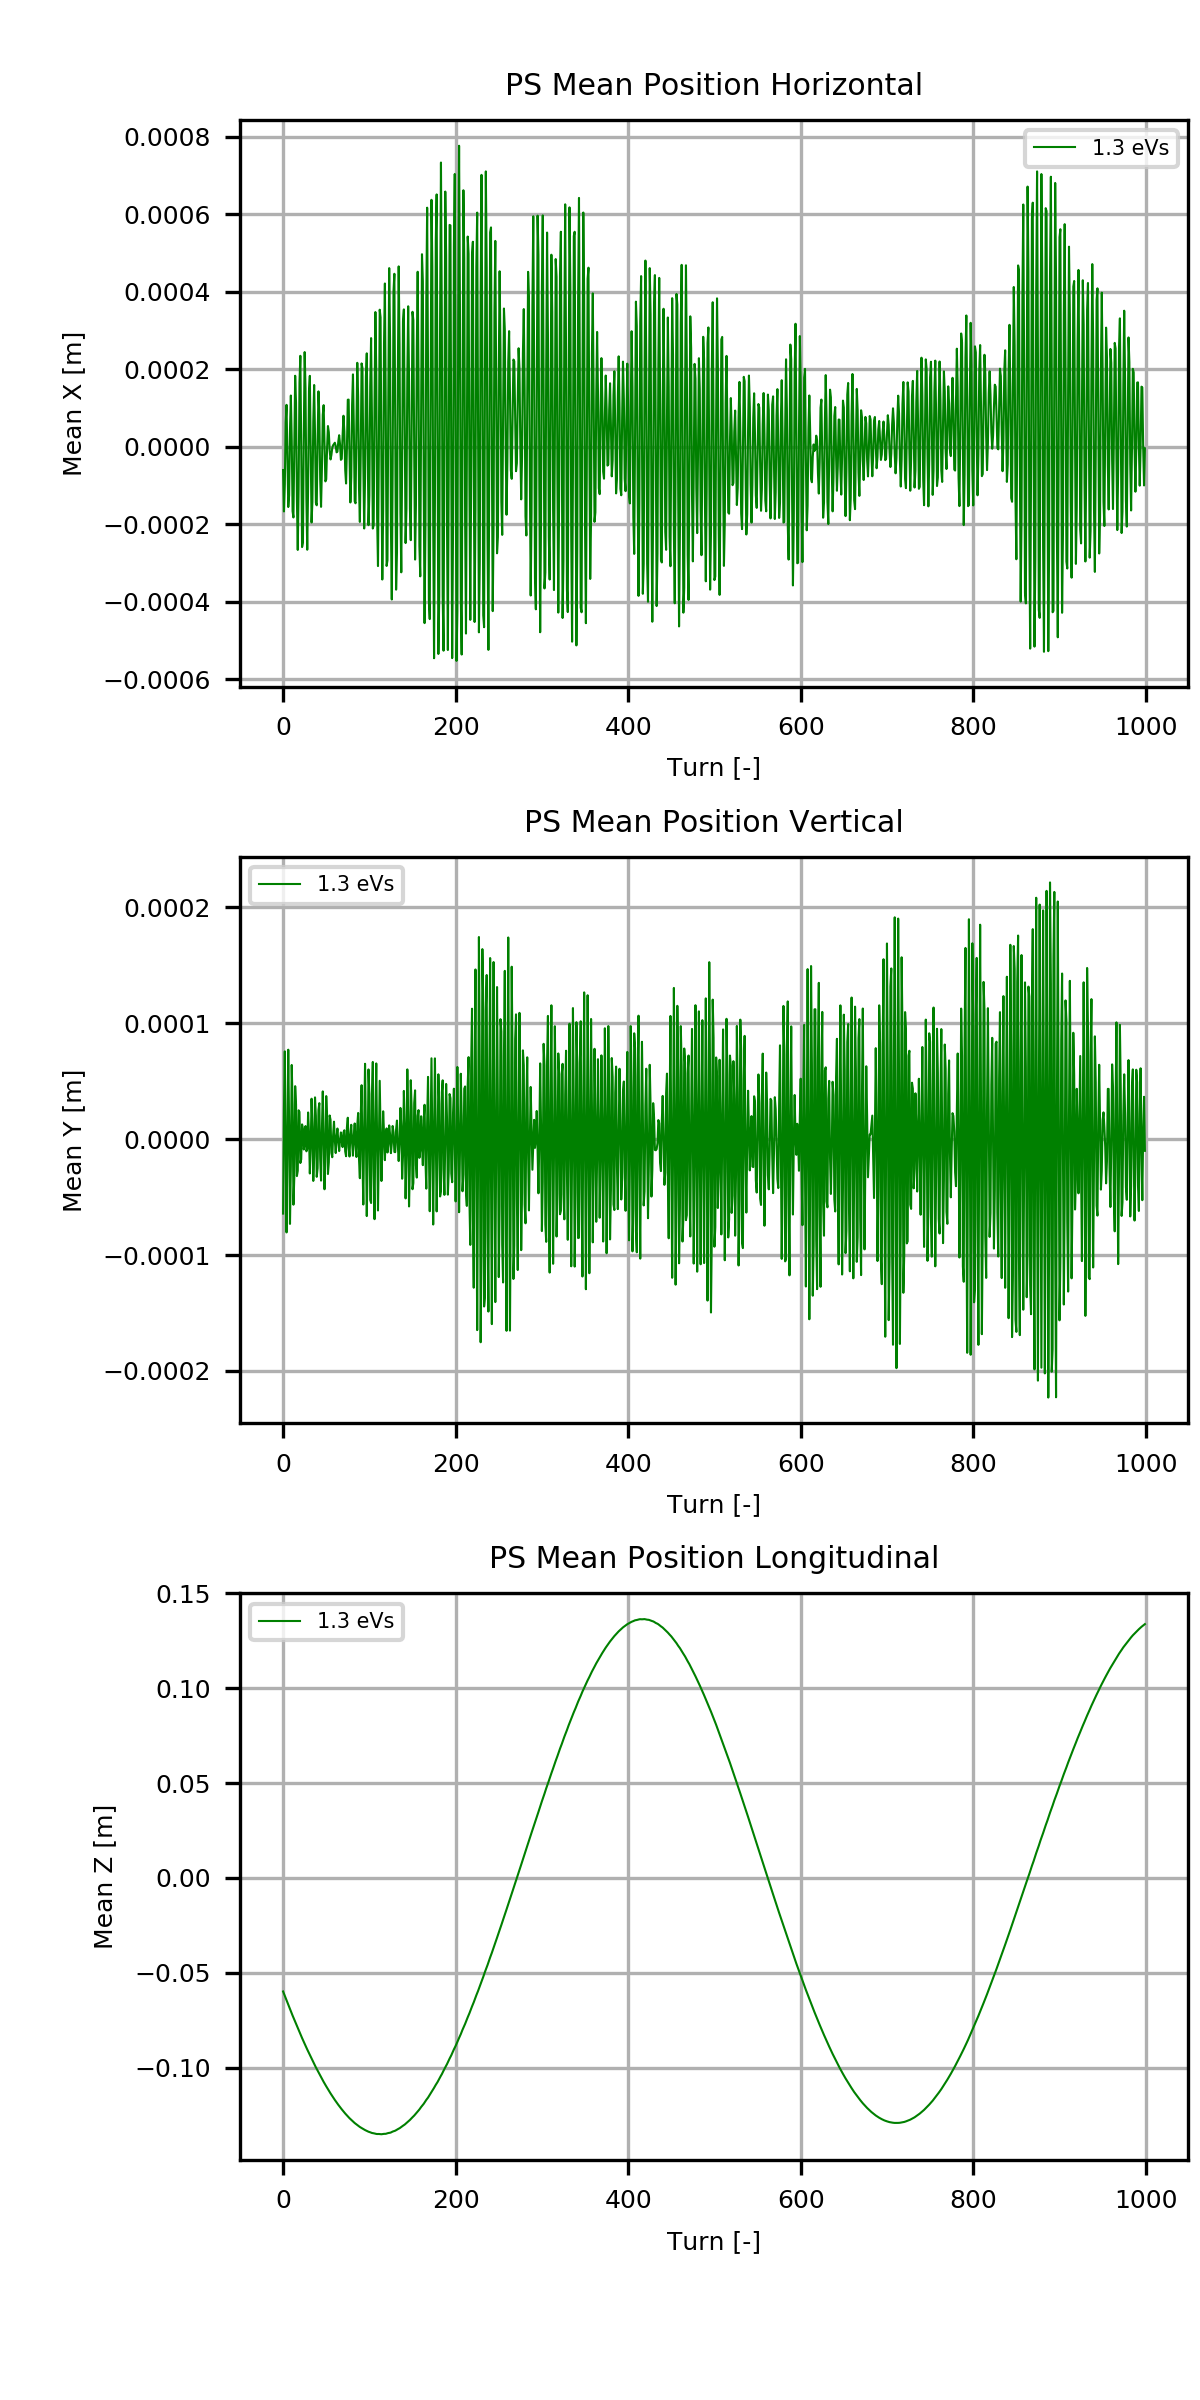 PS Mean Position Horizontal
0.0008
0.0006
0.0004
0.0002
0.0000
−0.0002
−0.0004
−0.0006
Mean X [m]
1.3 eVs
0 200 400 600 800 1000
Turn [-]
PS Mean Position Vertical
0.0002
0.0001
0.0000
−0.0001
−0.0002
Mean Y [m]
1.3 eVs
0 200 400 600 800 1000
Turn [-]
PS Mean Position Longitudinal
0.15
0.10
0.05
0.00
−0.05
−0.10
Mean Z [m]
1.3 eVs
0 200 400 600 800 1000
Turn [-]